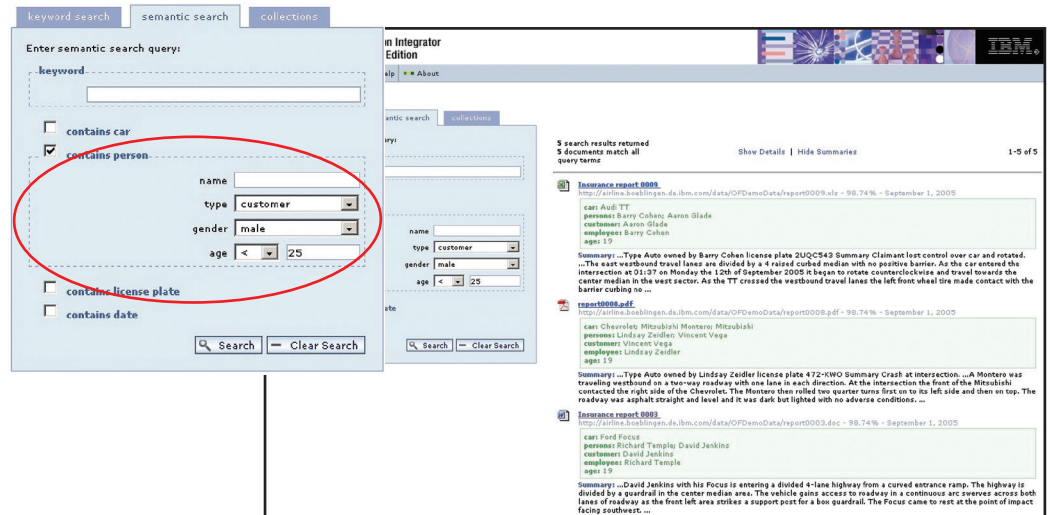 keyword search
semantic search
collections
Enter semantic search query:
keyword
contains car
contains person
name
type customer
gender male
age < 25
contains license plate
contains date
Search
Clear Search
n Integrator
Edition
elp About
IBM
antic search
collections
ery:
name
type customer
gender male
age < 25
ate
Search
Clear Search
5 search results returned
5 documents match all
query terms
Show Details | Hide Summaries
1-5 of 5
Insurance report 0009
http://airline.boeblingen.de.ibm.com/data/OFDemoData/report0009.xls - 98.74% - September 1, 2005
car: Audi TT
persons: Barry Cohen; Aaron Glade
customer: Aaron Glade
employee: Barry Cohen
age: 19
Summary: ...Type Auto owned by Barry Cohen license plate 2UQC543 Summary Claimant lost control over car and rotated.
...The east westbound travel lanes are divided by a 4 raised curbed median with no positive barrier. As the car entered the
intersection at 01:37 on Monday the 12th of September 2005 it began to rotate counterclockwise and travel towards the
center median in the west sector. As the TT crossed the westbound travel lanes the left front wheel tire made contact with the
barrier curbing no ...
report0008.pdf
http://airline.boeblingen.de.ibm.com/data/OFDemoData/report0008.pdf - 98.74% - September 1, 2005
car: Chevrolet; Mitzubishi Montero; Mitzubishi
persons: Lindsay Zeidler; Vincent Vega
customer: Vincent Vega
employee: Lindsay Zeidler
age: 19
Summary: ...Type Auto owned by Lindsay Zeidler license plate 472-KWO Summary Crash at intersection. ...A Montero was
traveling westbound on a two-way roadway with one lane in each direction. At the intersection the front of the Mitsubishi
contacted the right side of the Chevrolet. The Montero then rolled two quarter turns first on to its left side and then on top. The
roadway was asphalt straight and level and it was dark but lighted with no adverse conditions. ...
Insurance report 0003
http://airline.boeblingen.de.ibm.com/data/OFDemoData/report0003.doc - 98.74% - September 1, 2005
car: Ford Focus
persons: Richard Temple; David Jenkins
customer: David Jenkins
employee: Richard Temple
age: 19
Summary: ...David Jenkins with his Focus is entering a divided 4-lane highway from a curved entrance ramp. The highway is
divided by a guardrail in the center median area. The vehicle gains access to roadway in a continuous arc swerves across both
lanes of roadway as the front left area strikes a support post for a box guardrail. The Focus came to rest at the point of impact
facing southwest. ...